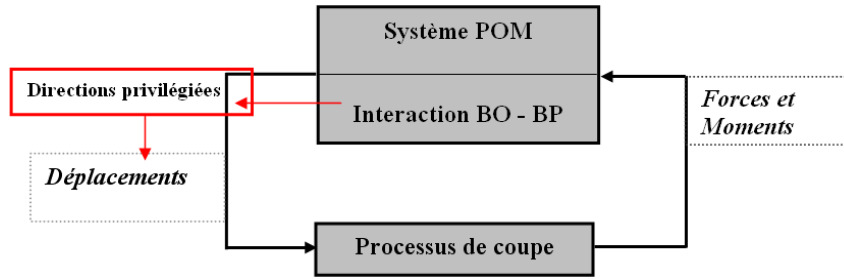 Système POM
Directions privilégiées
Interaction BO - BP
Forces et
Moments
Déplacements
Processus de coupe